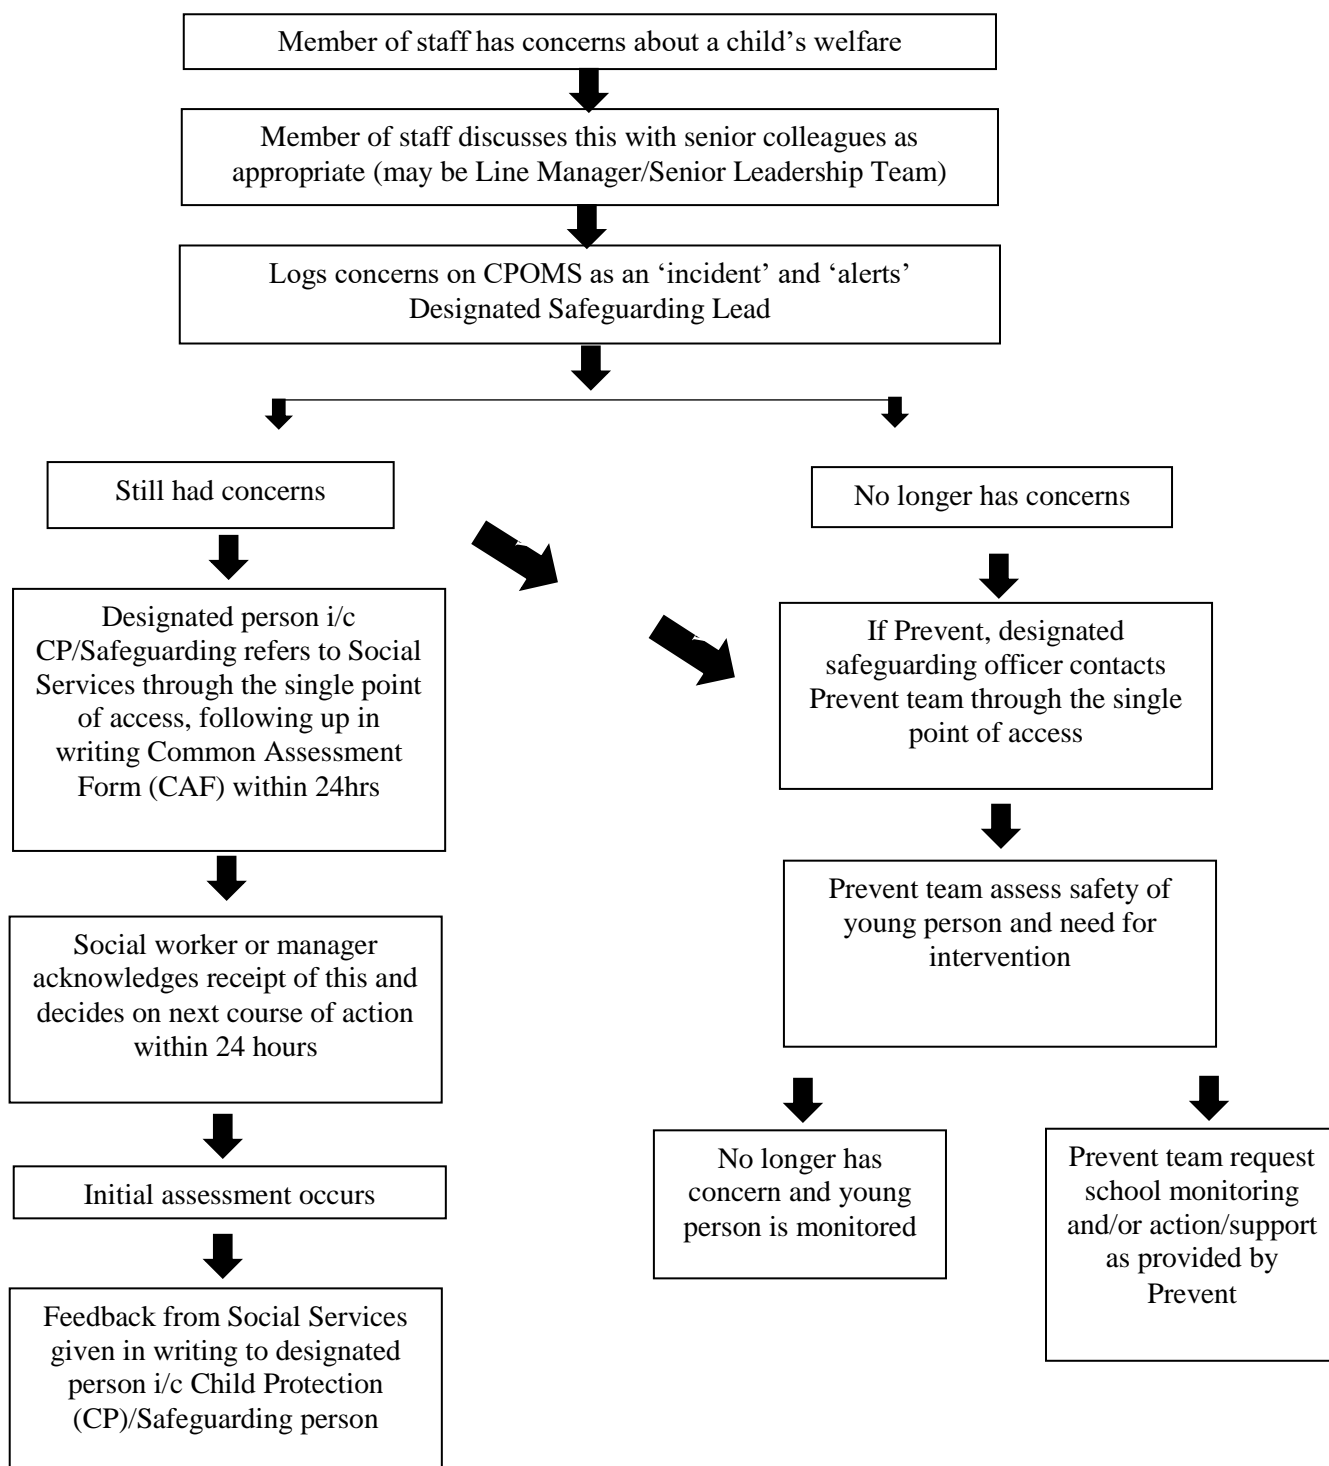 Member of staff has concerns about a child’s welfare
Member of staff discusses this with senior colleagues as
appropriate (may be Line Manager/Senior Leadership Team)
Logs concerns on CPOMS as an ‘incident’ and ‘alerts’
Designated Safeguarding Lead
Still had concerns
No longer has concerns
Designated person i/c
CP/Safeguarding refers to Social
Services through the single point
of access, following up in
writing Common Assessment
Form (CAF) within 24hrs
If Prevent, designated
safeguarding officer contacts
Prevent team through the single
point of access
Social worker or manager
acknowledges receipt of this and
decides on next course of action
within 24 hours
Prevent team assess safety of
young person and need for
intervention
Initial assessment occurs
No longer has
concern and young
person is monitored
Prevent team request
school monitoring
and/or action/support
as provided by
Prevent
Feedback from Social Services
given in writing to designated
person i/c Child Protection
(CP)/Safeguarding person